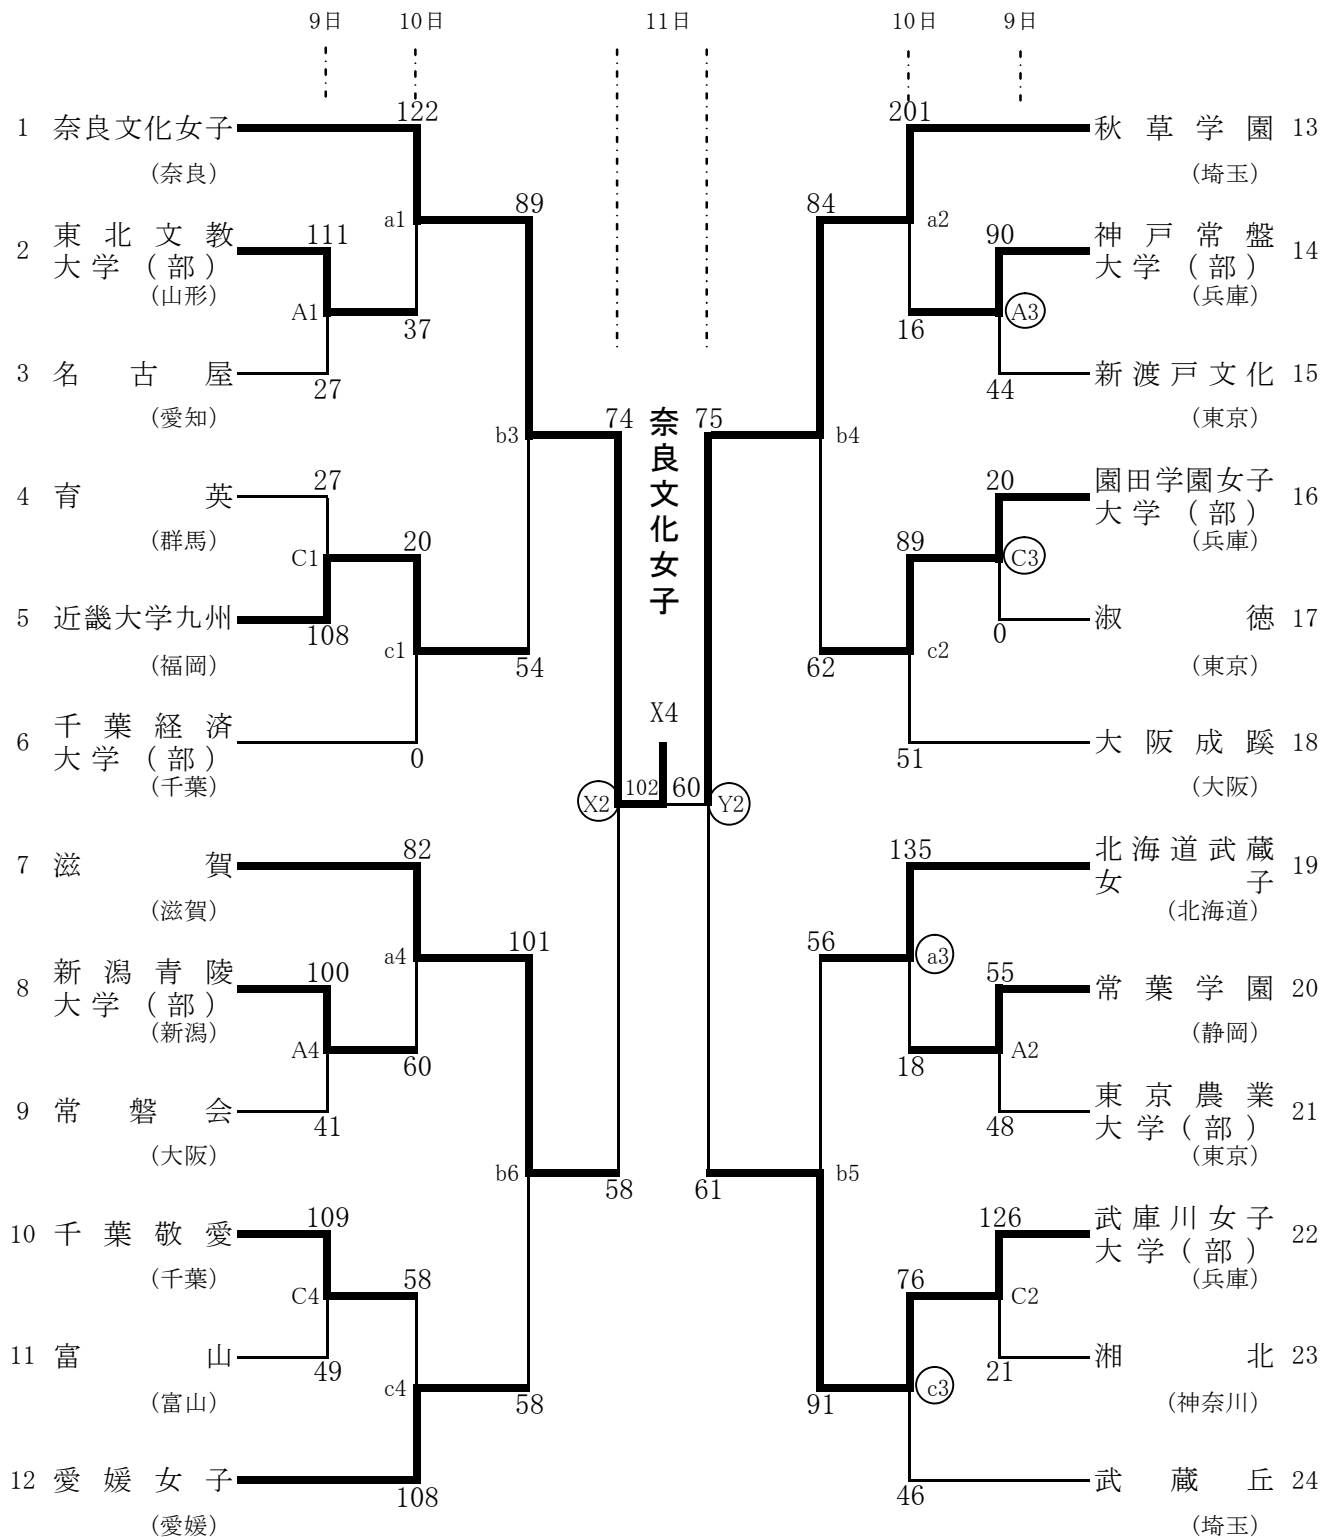 9日 10日 11日 10日 9日
122 201
1 奈良文化女子 秋草学園 13
(奈良) (埼玉)
89 84
a1 a2
2 東北文教 111 90 神戸常盤 14
大学(部) 大学(部)
(山形) (兵庫)
A1 A3
37 16
3 名古屋 新渡戸文化 15
27 44
(愛知) (東京)
74 奈良文化女子 75
b3 b4
4 育英 27 20 園田学園女子 16
大学(部)
(群馬) (兵庫)
20 89
C1 C3
5 近畿大学九州 淑徳 17
108 0
c1 c2
(福岡) 54 62 (東京)
X4
6 千葉経済 大阪成蹊 18
大学(部) 0 51
(千葉) (大阪)
X2 102 60 Y2
7 滋賀 82 135 北海道武蔵 19
女子
(滋賀) (北海道)
101 56
a4 a3
8 新潟青陵 100 55 常葉学園 20
大学(部)
(新潟) (静岡)
A4 A2
60 18
9 常磐会 東京農業 21
41 48 大学(部)
(大阪) (東京)
b6 b5
58 61
10 千葉敬愛 109 126 武庫川女子 22
大学(部)
(千葉) (兵庫)
58 76
C4 C2
11 富山 湘北 23
49 21
c4 c3
(富山) 58 91 (神奈川)
12 愛媛女子 武蔵丘 24
108 46
(愛媛) (埼玉)